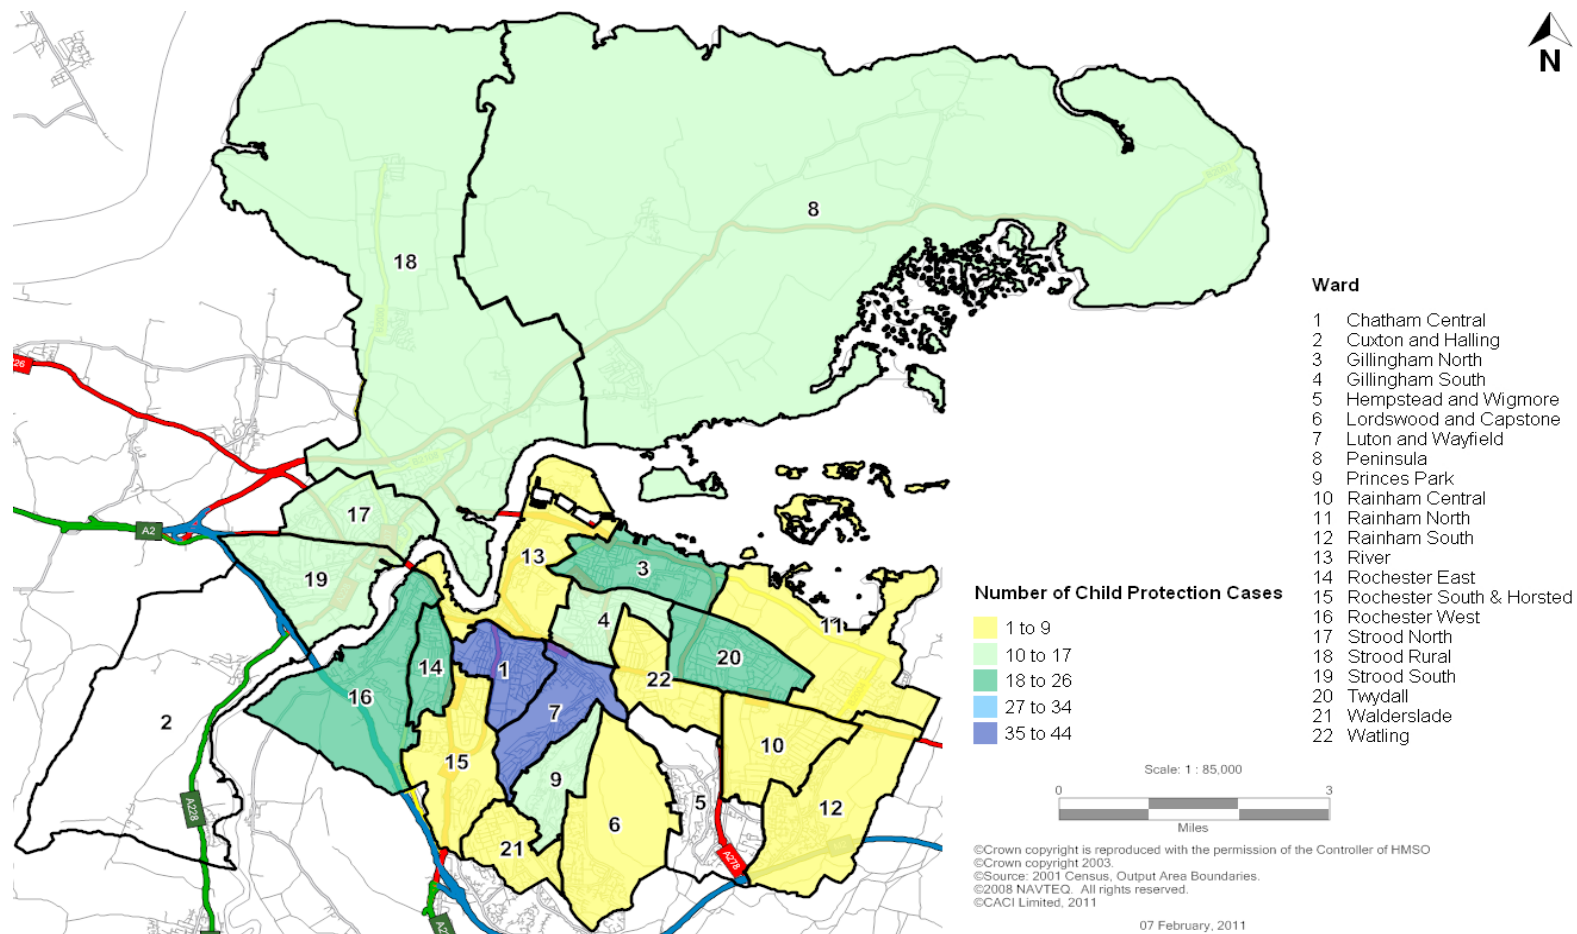 N
8
18
Ward
1 Chatham Central
2 Cuxton and Halling
3 Gillingham North
4 Gillingham South
5 Hempstead and Wigmore
6 Lordswood and Capstone
7 Luton and Wayfield
8 Peninsula
9 Princes Park
10 Rainham Central
11 Rainham North
12 Rainham South
13 River
14 Rochester East
15 Rochester South & Horsted
16 Rochester West
17 Strood North
18 Strood Rural
19 Strood South
20 Twydall
21 Walderslade
22 Watling
26
17
A2
13
3
19
4
11
14
1
20
22
16
2
7
10
15
9
5
12
6
21
A228
A278
Number of Child Protection Cases
1 to 9
10 to 17
18 to 26
27 to 34
35 to 44
Scale: 1 : 85,000
0 3
Miles
©Crown copyright is reproduced with the permission of the Controller of HMSO
©Crown copyright 2003.
©Source: 2001 Census, Output Area Boundaries.
©2008 NAVTEQ. All rights reserved.
©CACI Limited, 2011
07 February, 2011